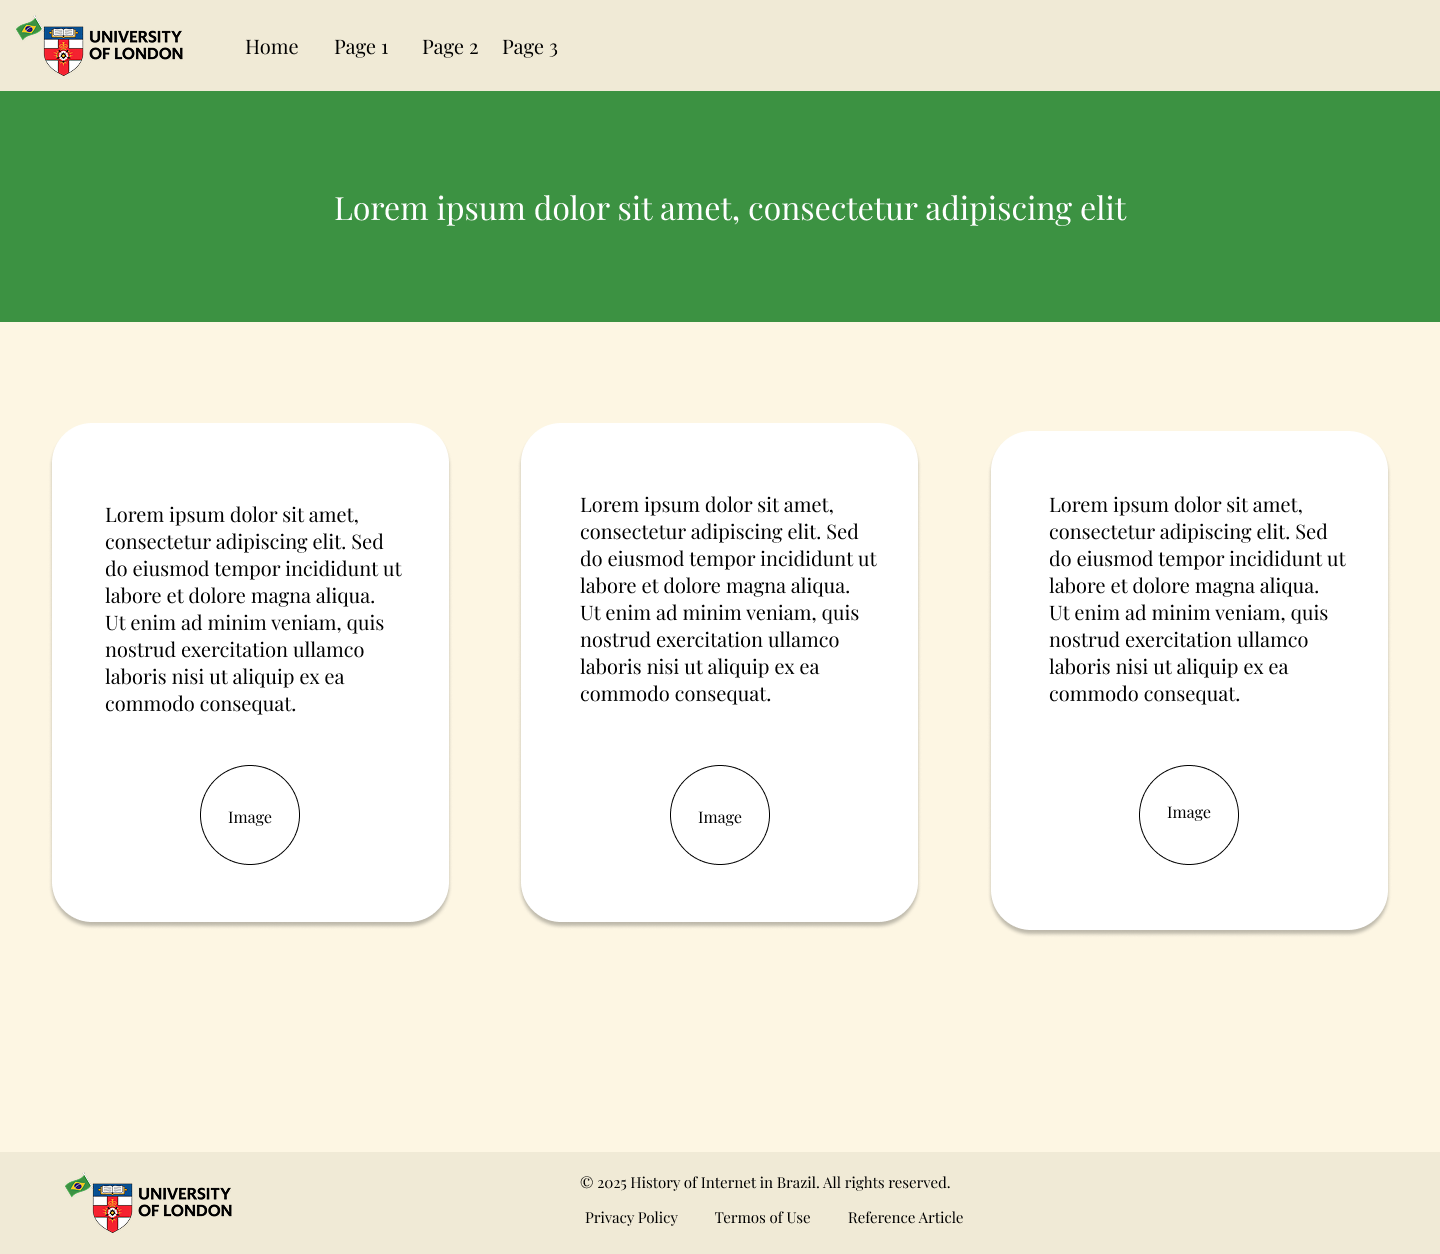 UNIVERSITY
OF LONDON
Home Page 1 Page 2 Page 3
Lorem ipsum dolor sit amet, consectetur adipiscing elit
Lorem ipsum dolor sit amet,
consectetur adipiscing elit. Sed
do eiusmod tempor incididunt ut
labore et dolore magna aliqua.
Ut enim ad minim veniam, quis
nostrud exercitation ullamco
laboris nisi ut aliquip ex ea
commodo consequat.
Image
Lorem ipsum dolor sit amet,
consectetur adipiscing elit. Sed
do eiusmod tempor incididunt ut
labore et dolore magna aliqua.
Ut enim ad minim veniam, quis
nostrud exercitation ullamco
laboris nisi ut aliquip ex ea
commodo consequat.
Image
Lorem ipsum dolor sit amet,
consectetur adipiscing elit. Sed
do eiusmod tempor incididunt ut
labore et dolore magna aliqua.
Ut enim ad minim veniam, quis
nostrud exercitation ullamco
laboris nisi ut aliquip ex ea
commodo consequat.
Image
UNIVERSITY
OF LONDON
© 2025 History of Internet in Brazil. All rights reserved.
Privacy Policy Termos of Use Reference Article